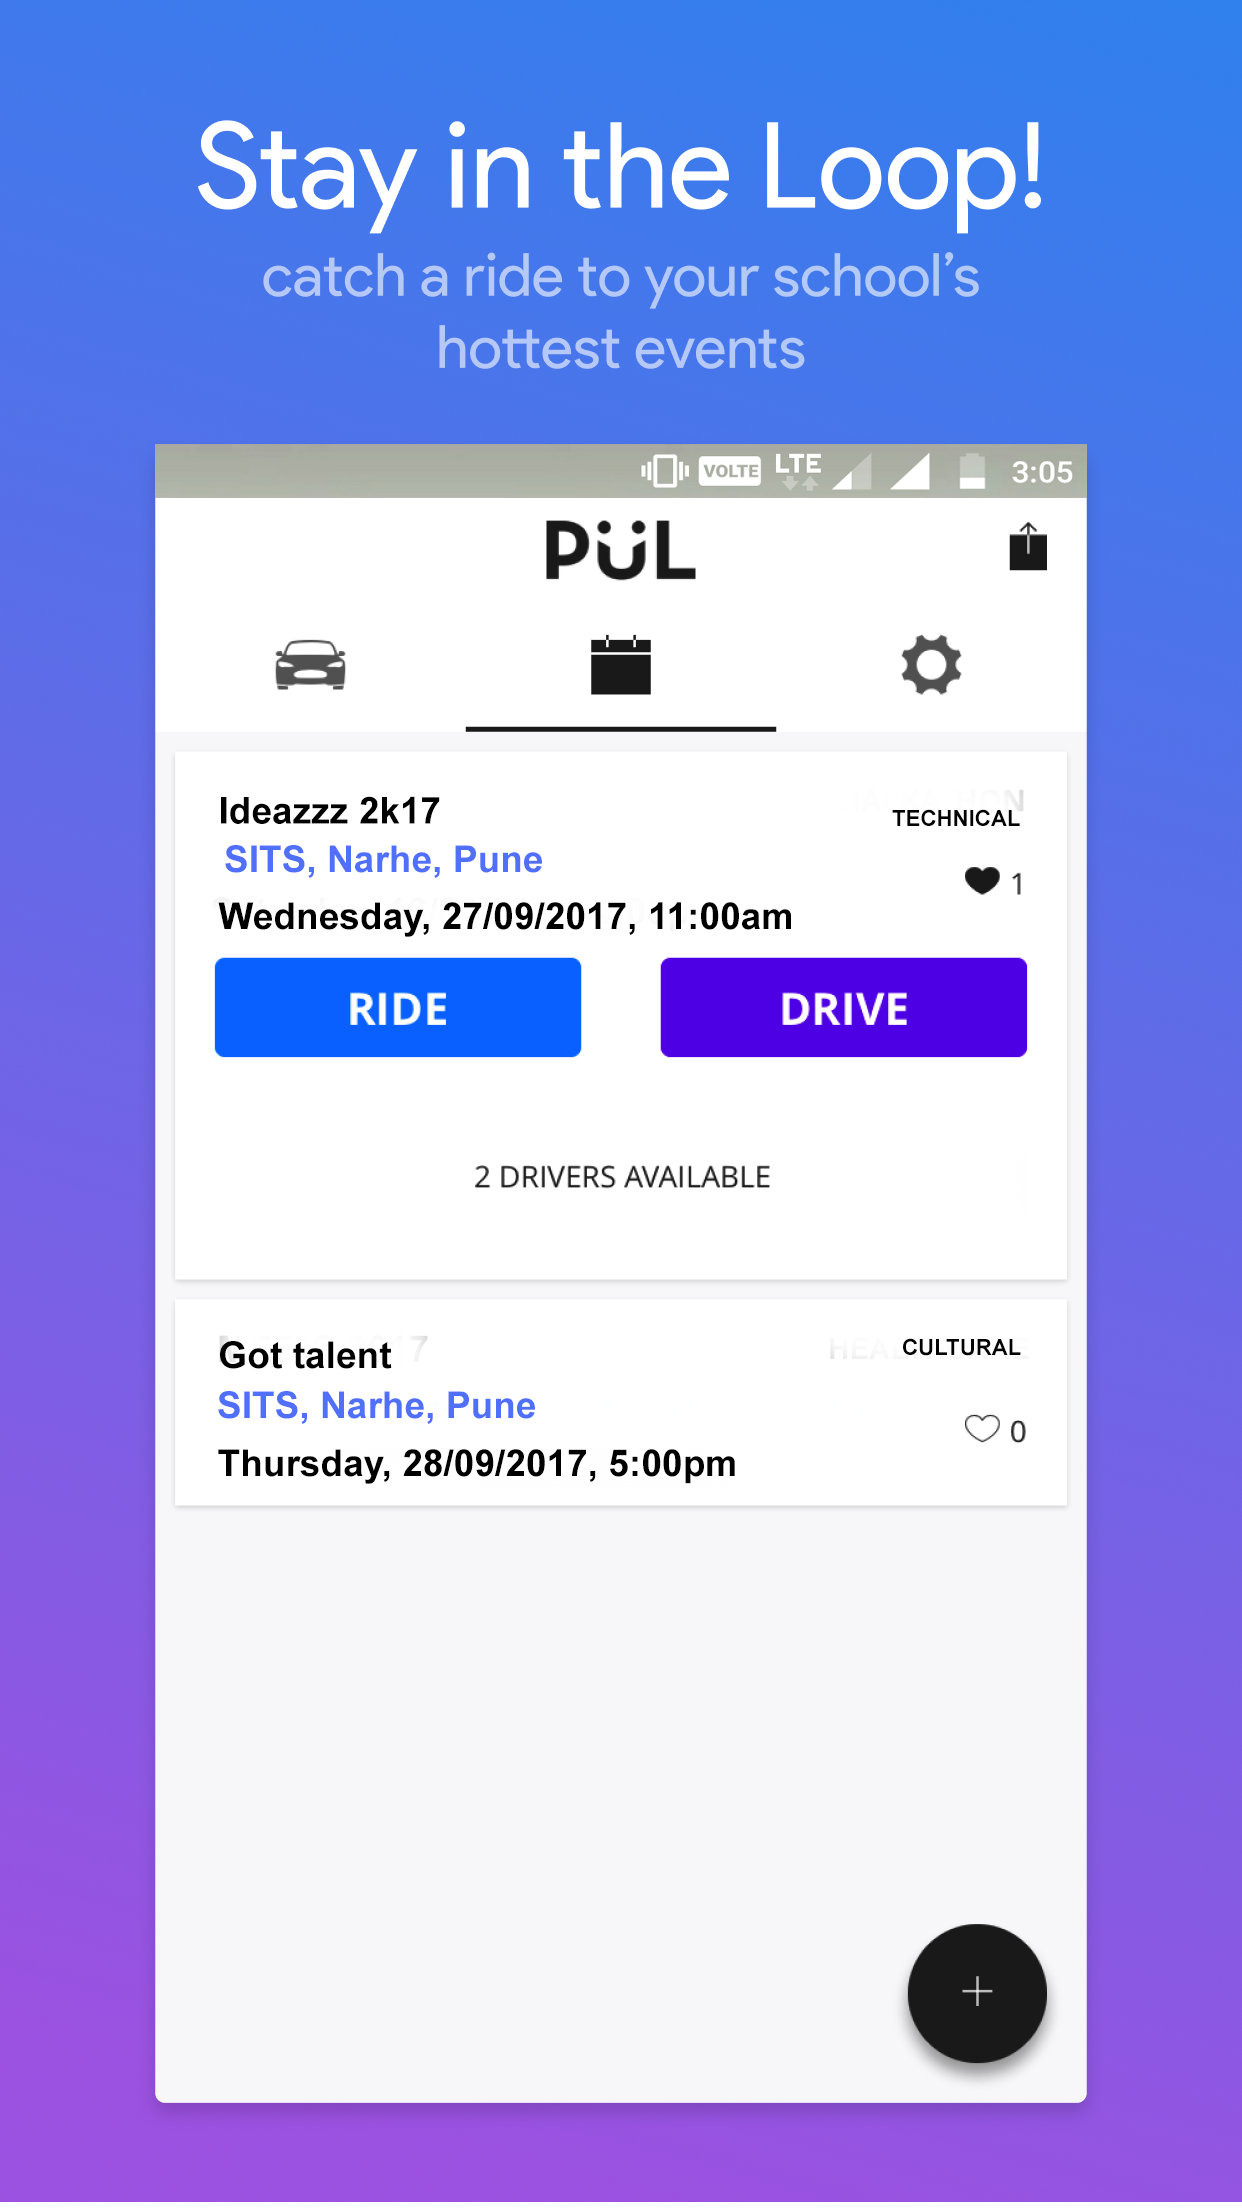 Stay in the Loop!
catch a ride to your school's
hottest events
VOLTE LTE 3:05
PÜL
Ideazzz 2k17
TECHNICAL
SITS, Narhe, Pune
1
Wednesday, 27/09/2017, 11:00am
RIDE DRIVE
2 DRIVERS AVAILABLE
Got talent
CULTURAL
SITS, Narhe, Pune
0
Thursday, 28/09/2017, 5:00pm